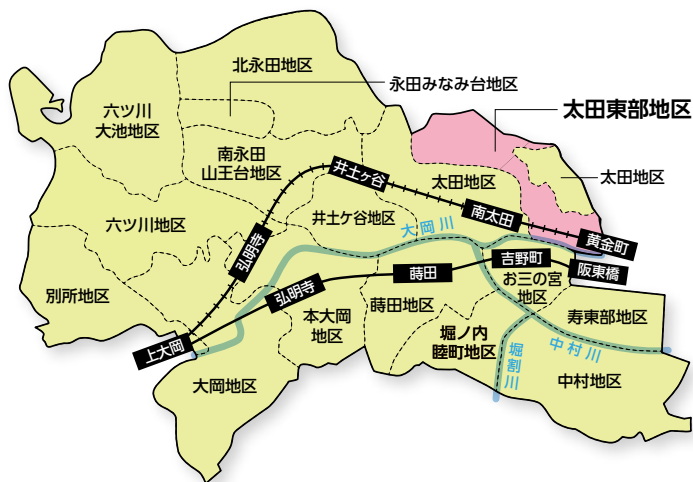 北永田地区
永田みなみ台地区
六ツ川
大池地区
太田東部地区
南永田
山王台地区
井土ヶ谷
太田地区
太田地区
六ツ川地区
井土ケ谷地区
大岡川
南太田
黄金町
弘明寺
吉野町
阪東橋
別所地区
弘明寺
蒔田
お三の宮
地区
本大岡
地区
蒔田地区
寿東部地区
上大岡
堀ノ内
睦町地区
中村川
堀割川
大岡地区
中村地区